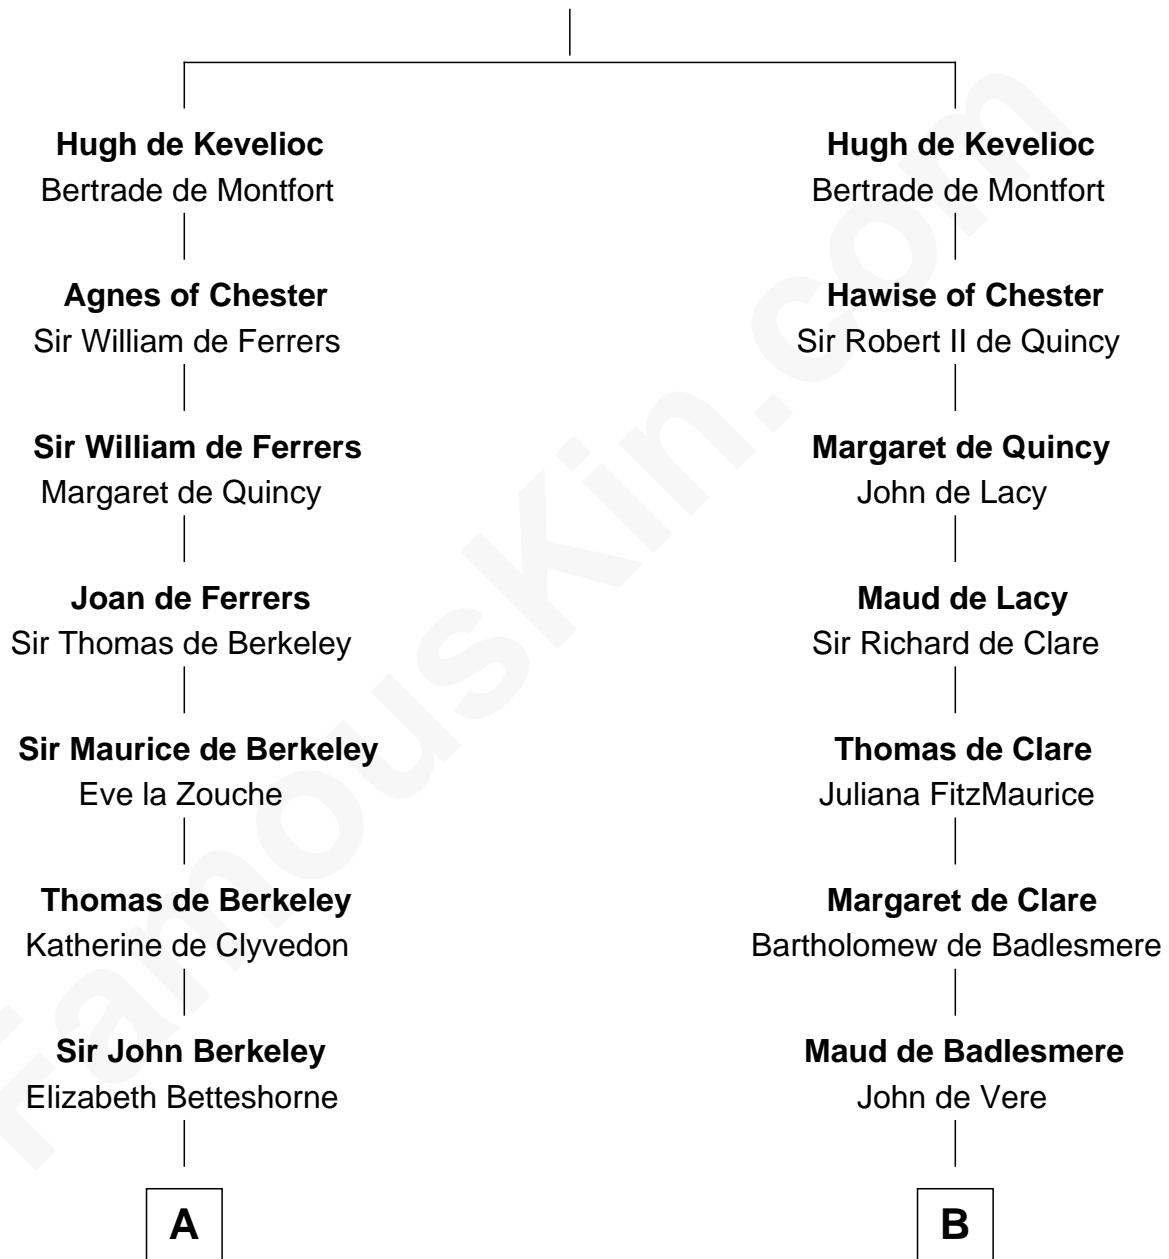 Hugh de Kevelioc
Bertrade de Montfort
Agnes of Chester
Sir William de Ferrers
Sir William de Ferrers
Margaret de Quincy
Joan de Ferrers
Sir Thomas de Berkeley
Sir Maurice de Berkeley
Eve la Zouche
Thomas de Berkeley
Katherine de Clyvedon
Sir John Berkeley
Elizabeth Betteshorne
A
Hugh de Kevelioc
Bertrade de Montfort
Hawise of Chester
Sir Robert II de Quincy
Margaret de Quincy
John de Lacy
Maud de Lacy
Sir Richard de Clare
Thomas de Clare
Juliana FitzMaurice
Margaret de Clare
Bartholomew de Badlesmere
Maud de Badlesmere
John de Vere
B
FamousKin.com